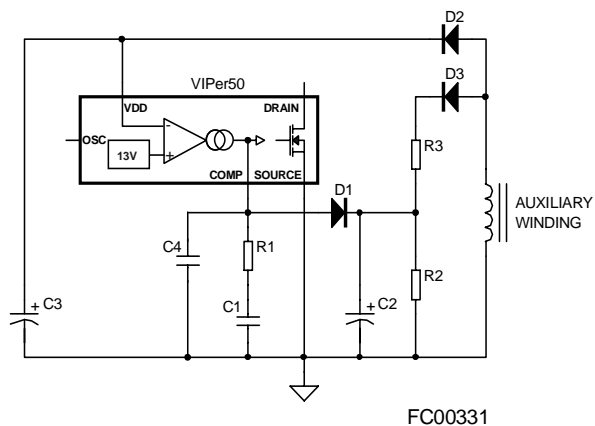 D2
D3
VIPer50
VDD
DRAIN
-
OSC
13V
+
R3
COMP SOURCE
D1
AUXILIARY
WINDING
C4
R1
R2
+
C3
C1
+
C2
FC00331